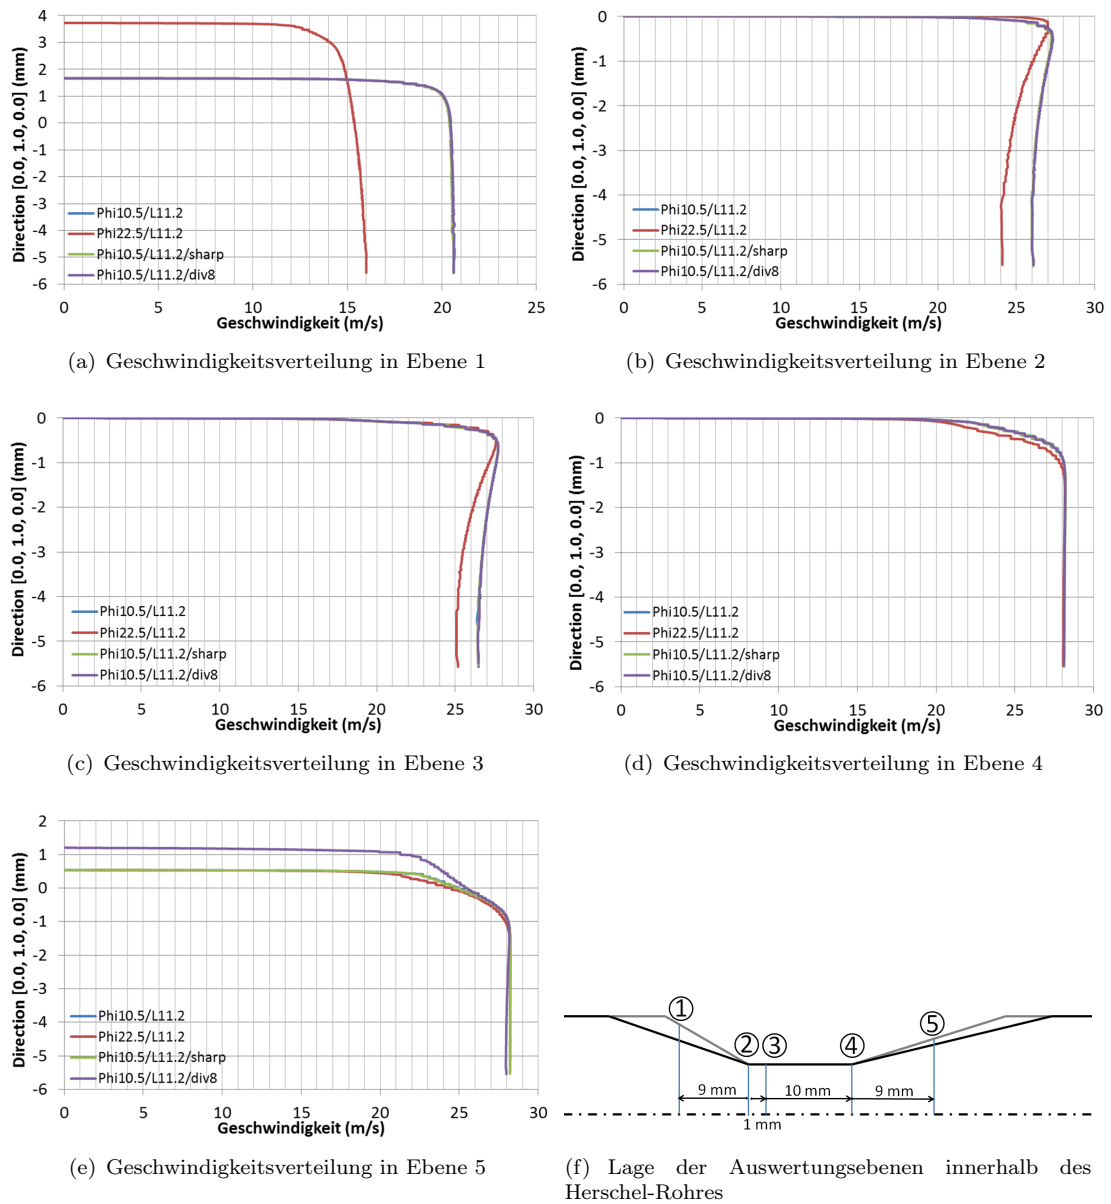 4
3
2
1
0
-1
-2
-3
-4
-5
-6
Direction [0.0, 1.0, 0.0] (mm)
Phi10.5/L11.2
Phi22.5/L11.2
Phi10.5/L11.2/sharp
Phi10.5/L11.2/div8
0 5 10 15 20 25
Geschwindigkeit (m/s)
(a) Geschwindigkeitsverteilung in Ebene 1
0
-1
-2
-3
-4
-5
-6
Direction [0.0, 1.0, 0.0] (mm)
Phi10.5/L11.2
Phi22.5/L11.2
Phi10.5/L11.2/sharp
Phi10.5/L11.2/div8
0 5 10 15 20 25 30
Geschwindigkeit (m/s)
(b) Geschwindigkeitsverteilung in Ebene 2
0
-1
-2
-3
-4
-5
-6
Direction [0.0, 1.0, 0.0] (mm)
Phi10.5/L11.2
Phi22.5/L11.2
Phi10.5/L11.2/sharp
Phi10.5/L11.2/div8
0 5 10 15 20 25 30
Geschwindigkeit (m/s)
(c) Geschwindigkeitsverteilung in Ebene 3
0
-1
-2
-3
-4
-5
-6
Direction [0.0, 1.0, 0.0] (mm)
Phi10.5/L11.2
Phi22.5/L11.2
Phi10.5/L11.2/sharp
Phi10.5/L11.2/div8
0 5 10 15 20 25 30
Geschwindigkeit (m/s)
(d) Geschwindigkeitsverteilung in Ebene 4
2
1
0
-1
-2
-3
-4
-5
-6
Direction [0.0, 1.0, 0.0] (mm)
Phi10.5/L11.2
Phi22.5/L11.2
Phi10.5/L11.2/sharp
Phi10.5/L11.2/div8
0 5 10 15 20 25 30
Geschwindigkeit (m/s)
(e) Geschwindigkeitsverteilung in Ebene 5
① ② ③ ④ ⑤
9 mm 10 mm 9 mm
1 mm
(f) Lage der Auswertungsebenen innerhalb des
Herschel-Rohres